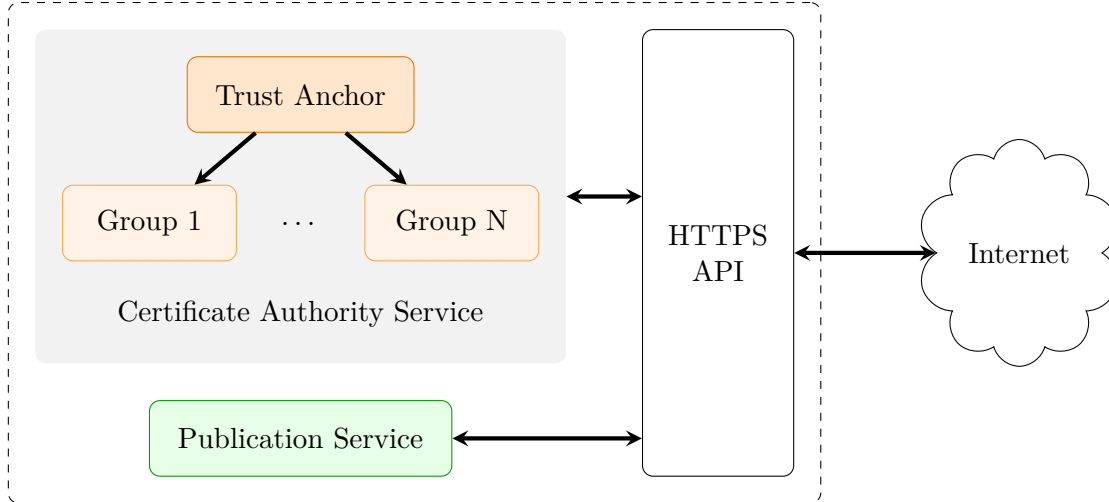 Trust Anchor
Group 1
. . .
Group N
Certificate Authority Service
Publication Service
HTTPS
API
Internet